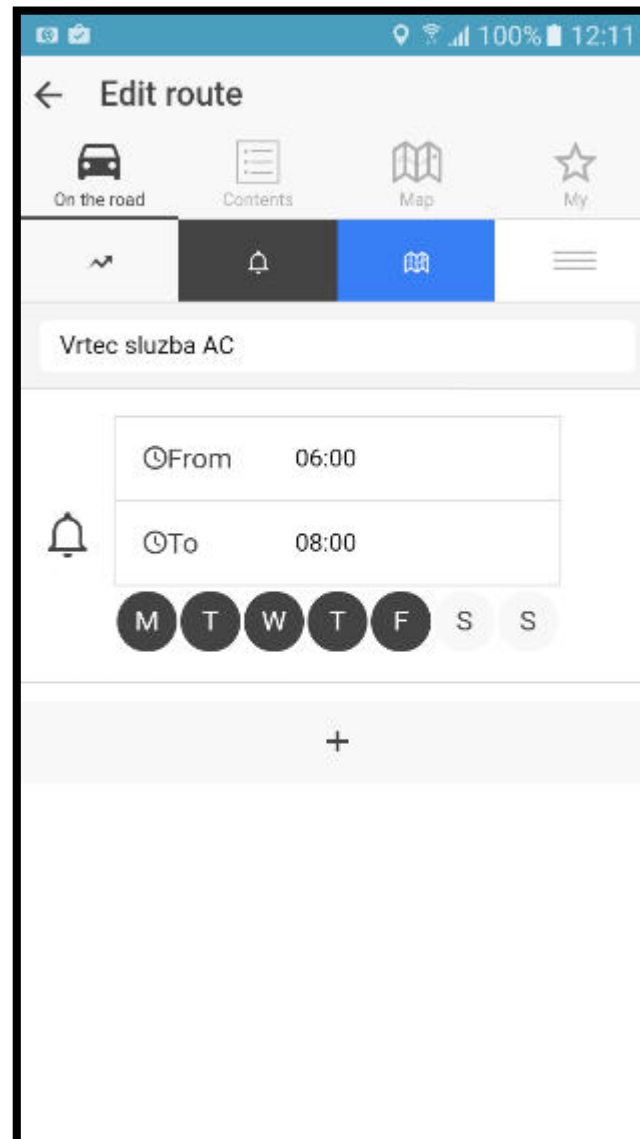 100% 12:11
Edit route
On the road Contents Map My
Vrtec sluzba AC
From 06:00
To 08:00
M T W T F S S
+